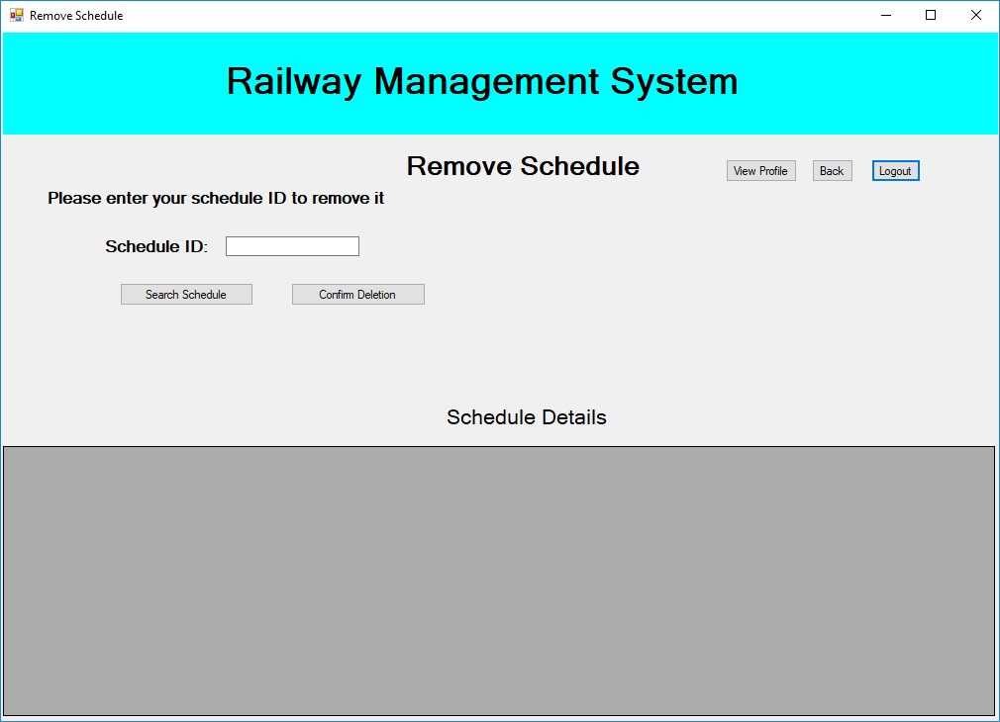 Remove Schedule
Railway Management System
Remove Schedule
View Profile
Back
Logout
Please enter your schedule ID to remove it
Schedule ID:
Search Schedule
Confirm Deletion
Schedule Details